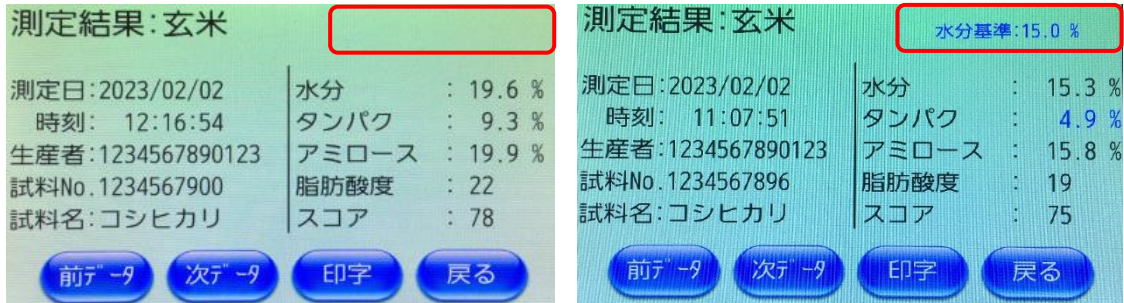 測定結果:玄米
測定日:2023/02/02
時刻: 12:16:54
生産者:1234567890123
試料No.1234567900
試料名:コシヒカリ
水分 : 19.6 %
タンパク : 9.3 %
アミロース : 19.9 %
脂肪酸度 : 22
スコア : 78
前データ 次データ 印字 戻る
測定結果:玄米
水分基準:15.0 %
測定日:2023/02/02
時刻: 11:07:51
生産者:1234567890123
試料No.1234567896
試料名:コシヒカリ
水分 : 15.3 %
タンパク : 4.9 %
アミロース : 15.8 %
脂肪酸度 : 19
スコア : 75
前データ 次データ 印字 戻る